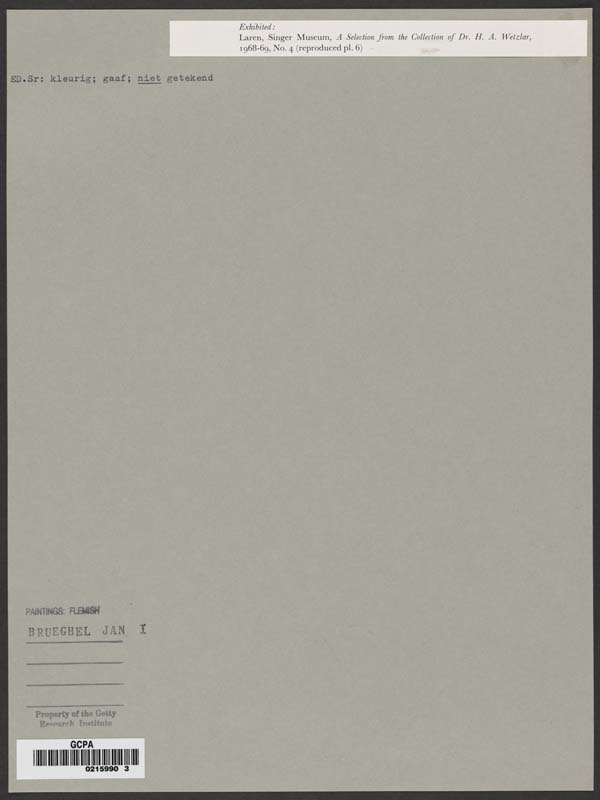 Exhibited:
Laren, Singer Museum, A Selection from the Collection of Dr. H. A. Wetzlar,
1968-69, No. 4 (reproduced pl. 6)
ED.Sr: kleurig; gaaf; niet getekend
PAINTINGS: FLEMISH
BRUEGHEL JAN I
Property of the Getty
Research Institute
GCPA
0215990 3